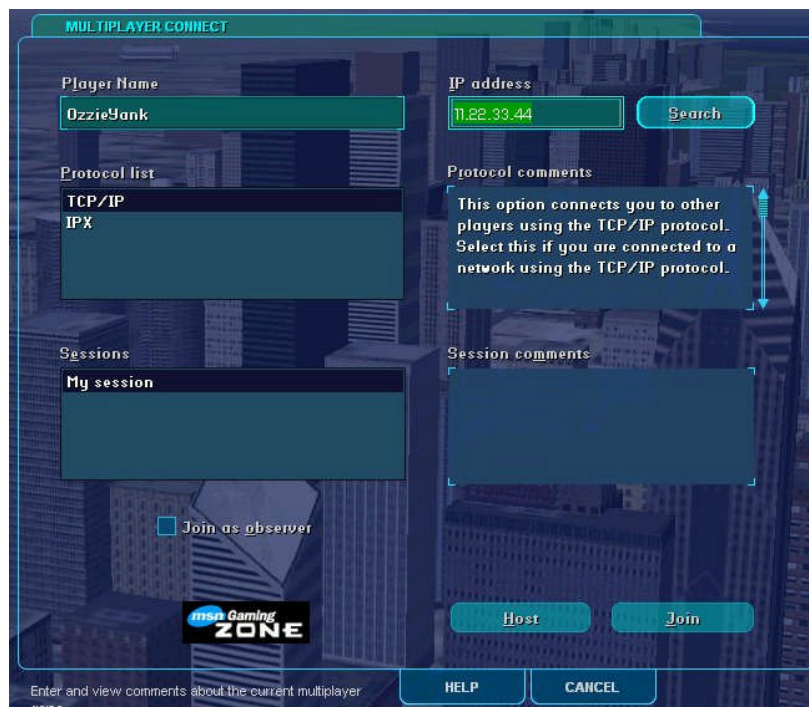 MULTIPLAYER CONNECT
Player Name
OzzieYank
IP address
11.22.33.44
Search
Protocol list
TCP/IP
IPX
Protocol comments
This option connects you to other
players using the TCP/IP protocol.
Select this if you are connected to a
network using the TCP/IP protocol.
Sessions
My session
Session comments
Join as observer
msn Gaming
ZONE
Host
Join
Enter and view comments about the current multiplayer
HELP
CANCEL